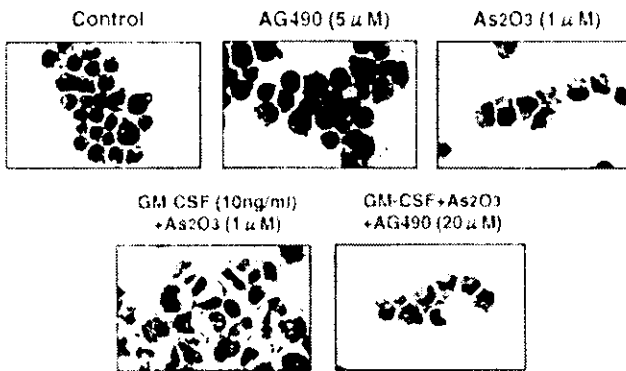 Control
AG490 (5 μM)
As2O3 (1 μM)
GM-CSF (10ng/ml)
+As2O3 (1 μM)
GM-CSF+As2O3
+AG490 (20 μM)